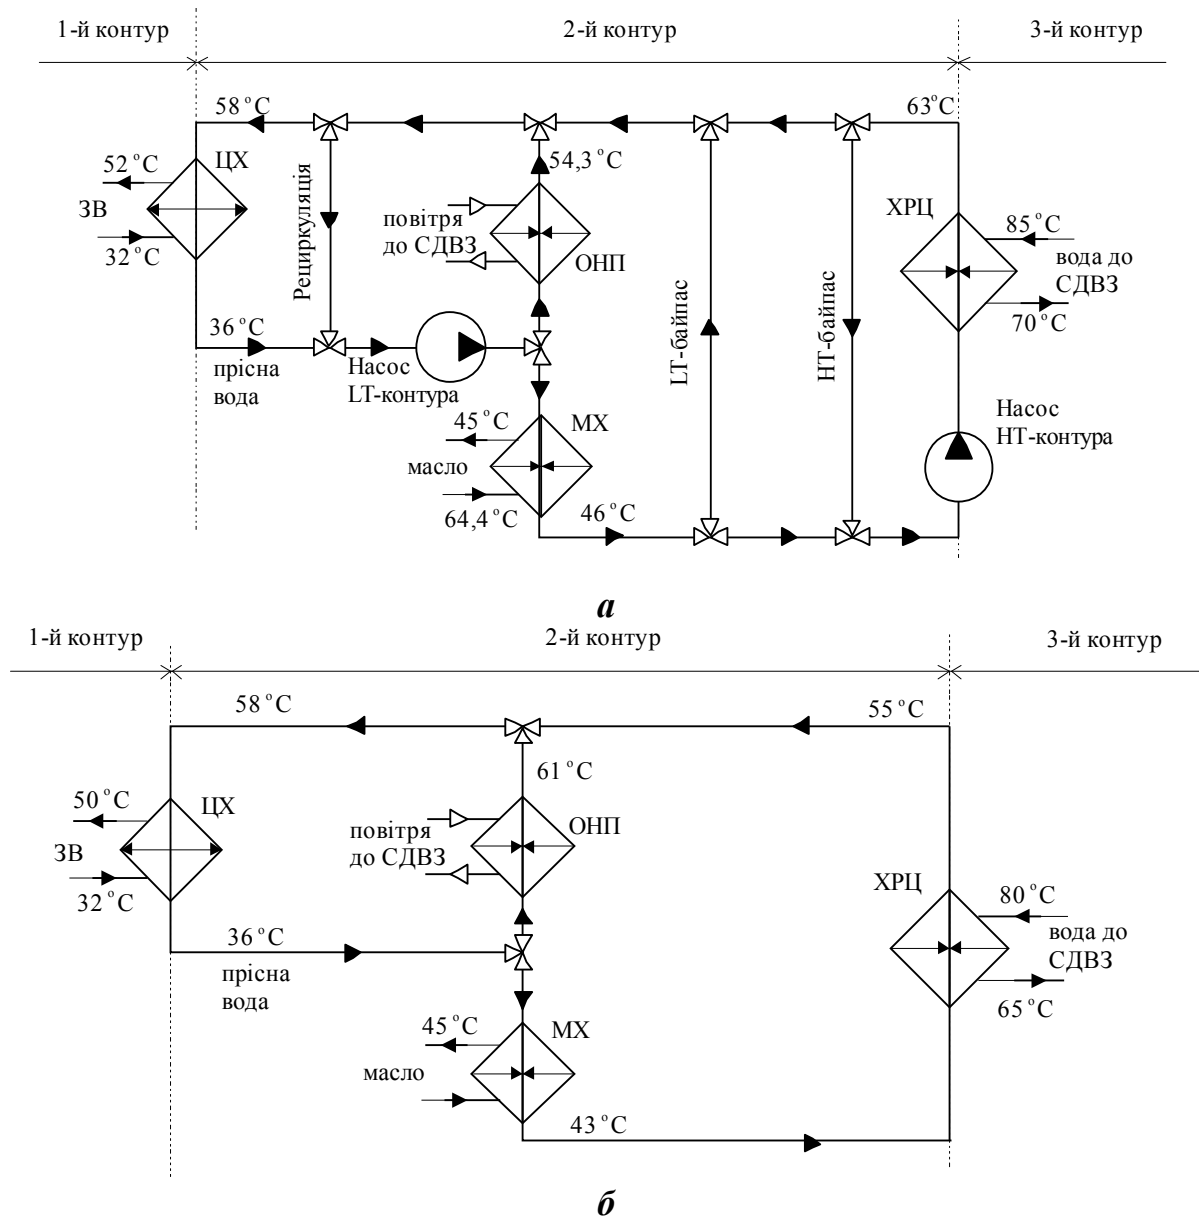 1-й контур
2-й контур
3-й контур
58 °С
63°С
52 °С
ЦХ
54,3 °С
ЗВ
32 °С
Рециркуляція
повітря
до СДВЗ
ОНП
ХРЦ
85 °С
вода до
СДВЗ
70 °С
36 °С
прісна
вода
Насос
LT-контура
LT-байпас
НТ-байпас
45 °С
МХ
масло
64,4 °С
46 °С
Насос
НТ-контура
а
1-й контур
2-й контур
3-й контур
58 °С
55 °С
61 °С
50 °С
ЦХ
ЗВ
32 °С
повітря
до СДВЗ
ОНП
ХРЦ
80 °С
вода до
СДВЗ
65 °С
36 °С
прісна
вода
45 °С
МХ
масло
43 °С
б